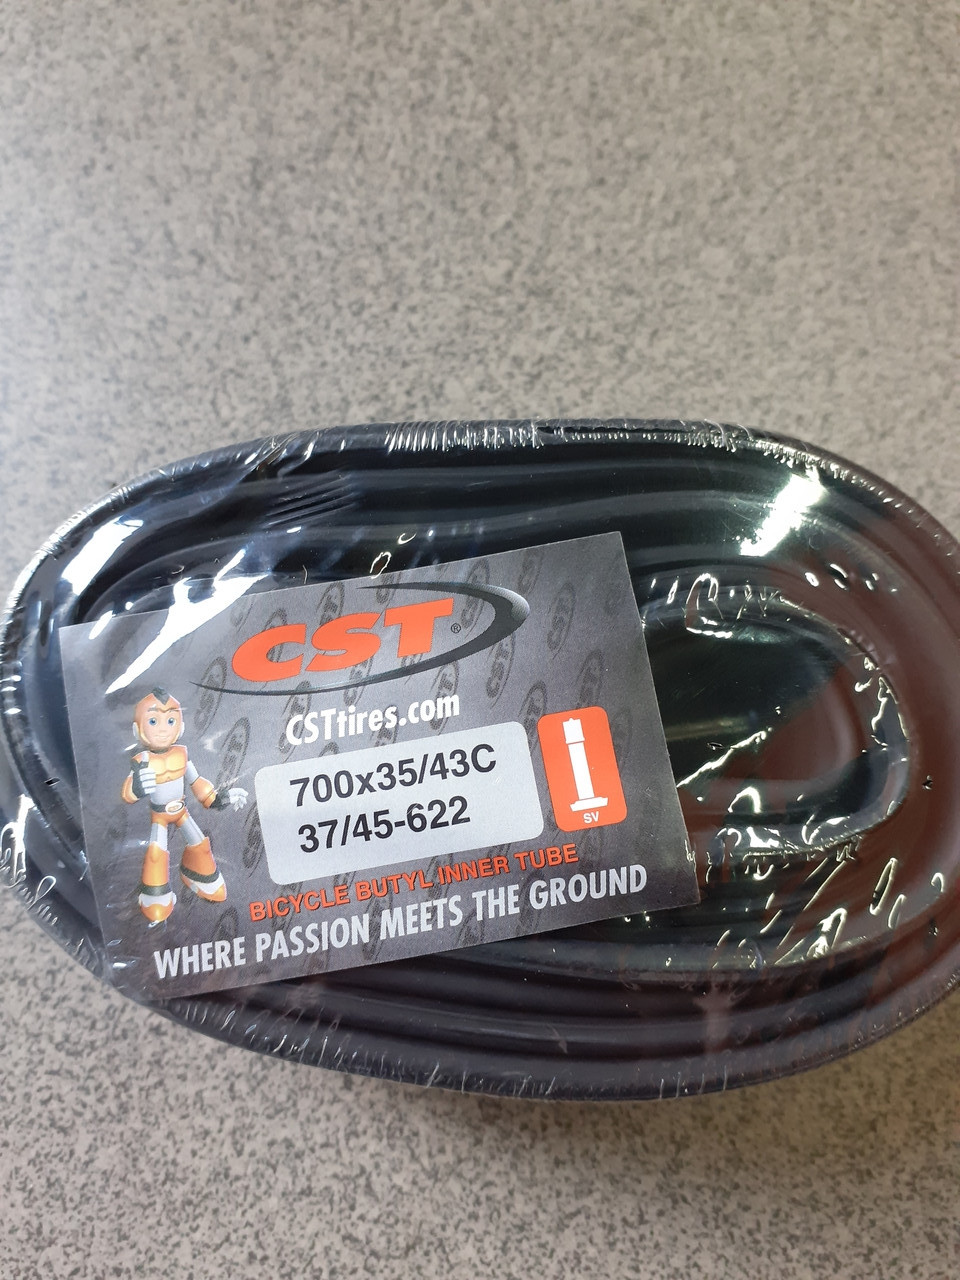 CST®
CSTtires.com
700x35/43C
37/45-622
SV
BICYCLE BUTYL INNER TUBE
WHERE PASSION MEETS THE GROUND